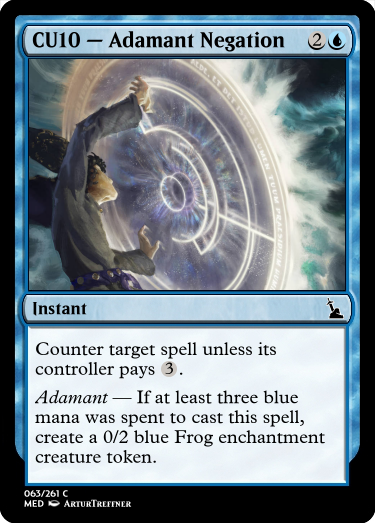 CU10 — Adamant Negation 2
Instant
Counter target spell unless its
controller pays 3.
Adamant — If at least three blue
mana was spent to cast this spell,
create a 0/2 blue Frog enchantment
creature token.
063/261 C
MED ArturTreffner